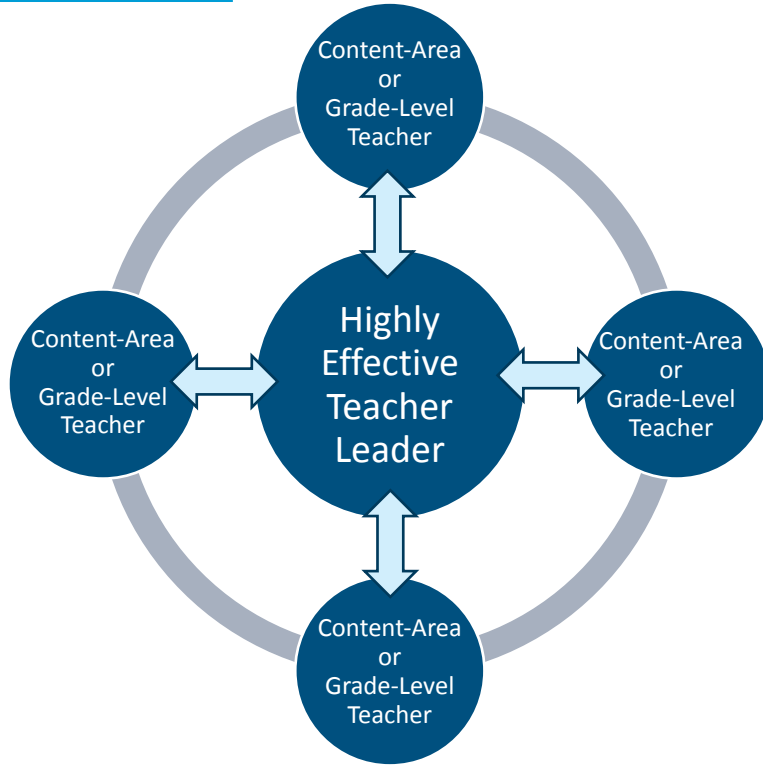 Content-Area
or
Grade-Level
Teacher
Content-Area
or
Grade-Level
Teacher
Highly
Effective
Teacher
Leader
Content-Area
or
Grade-Level
Teacher
Content-Area
or
Grade-Level
Teacher